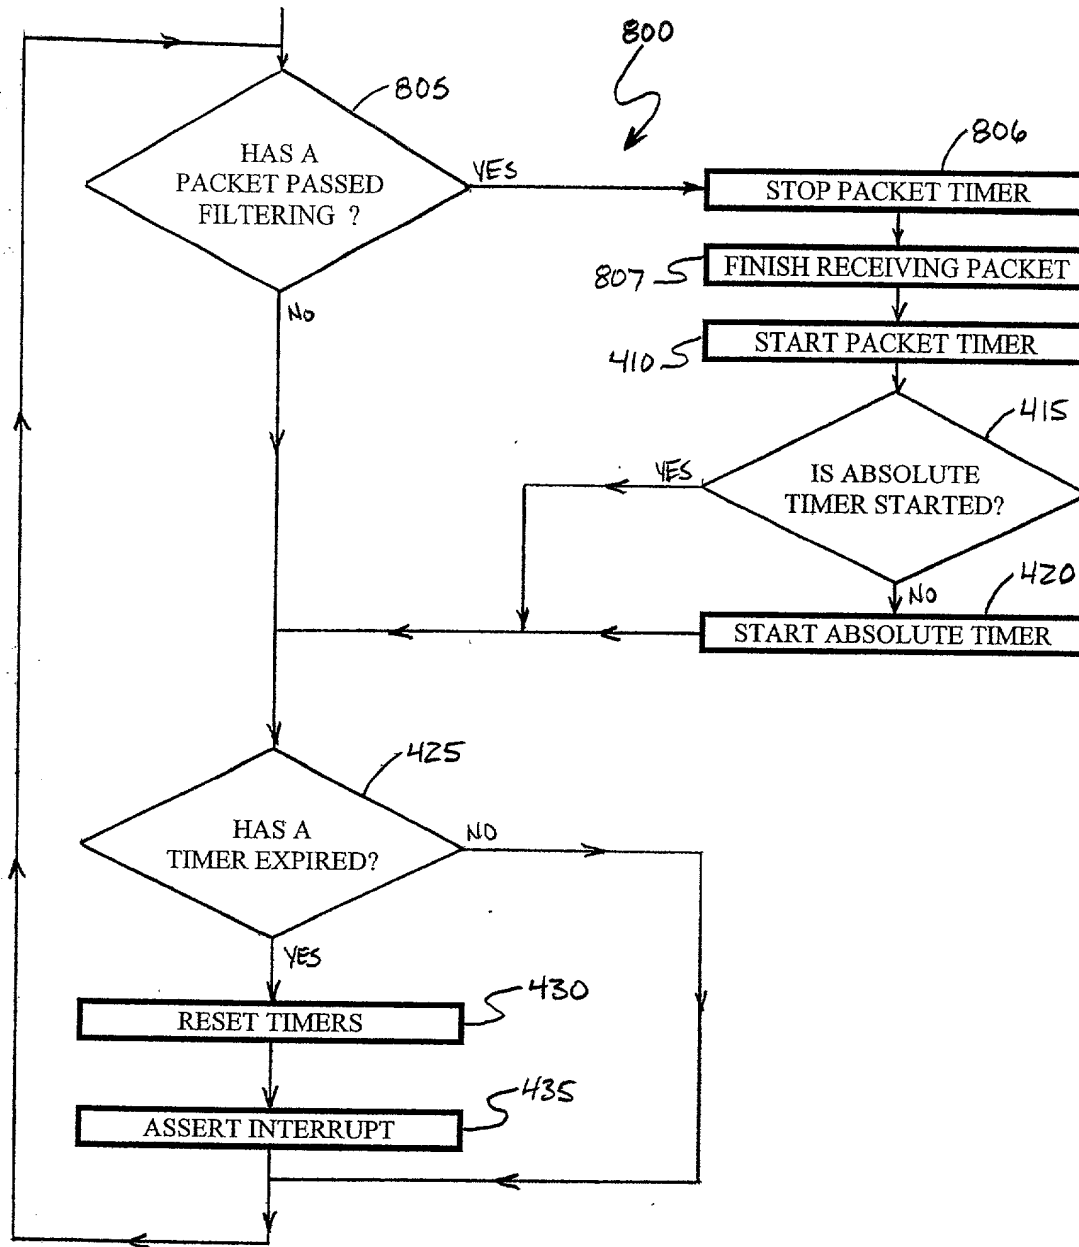 800
805
HAS A
PACKET PASSED
FILTERING ?
YES
806
STOP PACKET TIMER
807
FINISH RECEIVING PACKET
NO
410
START PACKET TIMER
415
YES
IS ABSOLUTE
TIMER STARTED?
NO
420
START ABSOLUTE TIMER
425
HAS A
TIMER EXPIRED?
NO
YES
430
RESET TIMERS
435
ASSERT INTERRUPT